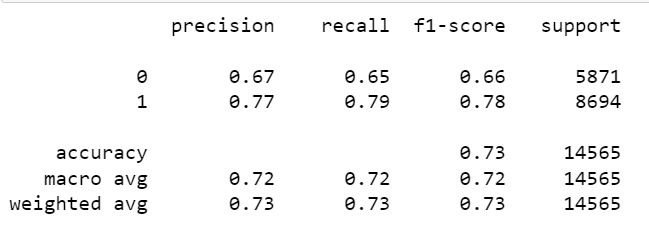 precision recall f1-score support
0 0.67 0.65 0.66 5871
1 0.77 0.79 0.78 8694
accuracy 0.73 14565
macro avg 0.72 0.72 0.72 14565
weighted avg 0.73 0.73 0.73 14565